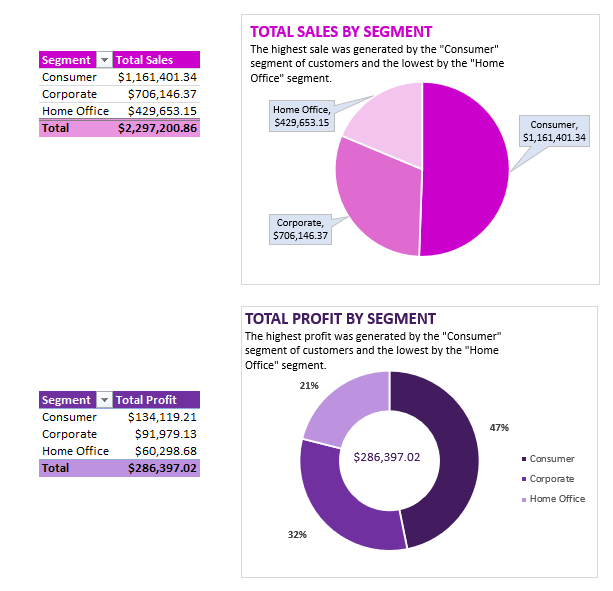 Segment Total Sales
Consumer $1,161,401.34
Corporate $706,146.37
Home Office $429,653.15
Total $2,297,200.86
TOTAL SALES BY SEGMENT
The highest sale was generated by the "Consumer"
segment of customers and the lowest by the "Home
Office" segment.
Home Office,
$429,653.15
Consumer,
$1,161,401.34
Corporate,
$706,146.37
Segment Total Profit
Consumer $134,119.21
Corporate $91,979.13
Home Office $60,298.68
Total $286,397.02
TOTAL PROFIT BY SEGMENT
The highest profit was generated by the "Consumer"
segment of customers and the lowest by the "Home
Office" segment.
21%
47%
$286,397.02
32%
Consumer
Corporate
Home Office